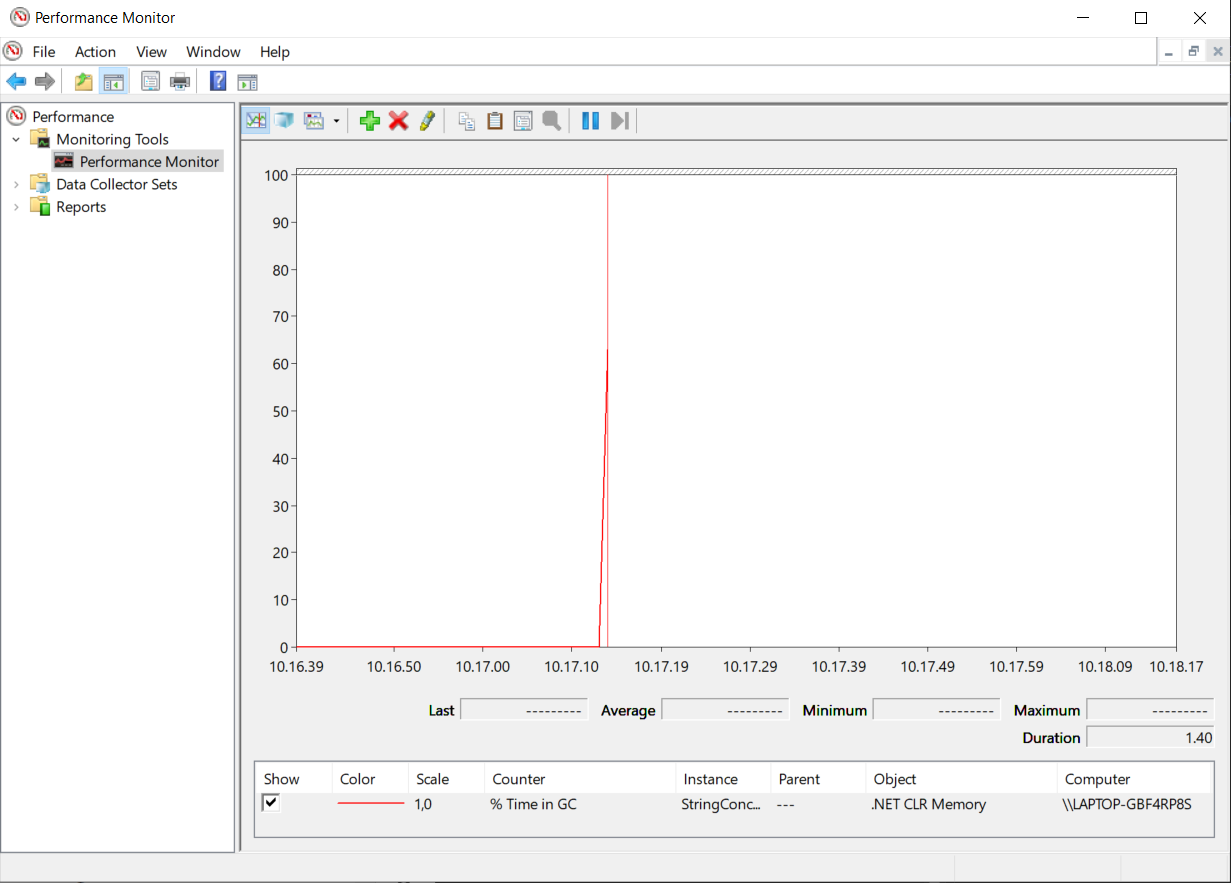 Performance Monitor
File Action View Window Help
Performance
Monitoring Tools
Performance Monitor
Data Collector Sets
Reports
100
90
80
70
60
50
40
30
20
10
0
10.16.39 10.16.50 10.17.00 10.17.10 10.17.19 10.17.29 10.17.39 10.17.49 10.17.59 10.18.09 10.18.17
Last --------- Average --------- Minimum --------- Maximum ---------
Duration 1.40
Show Color Scale Counter Instance Parent Object Computer
1,0 % Time in GC StringConc... --- .NET CLR Memory \\LAPTOP-GBF4RP8S